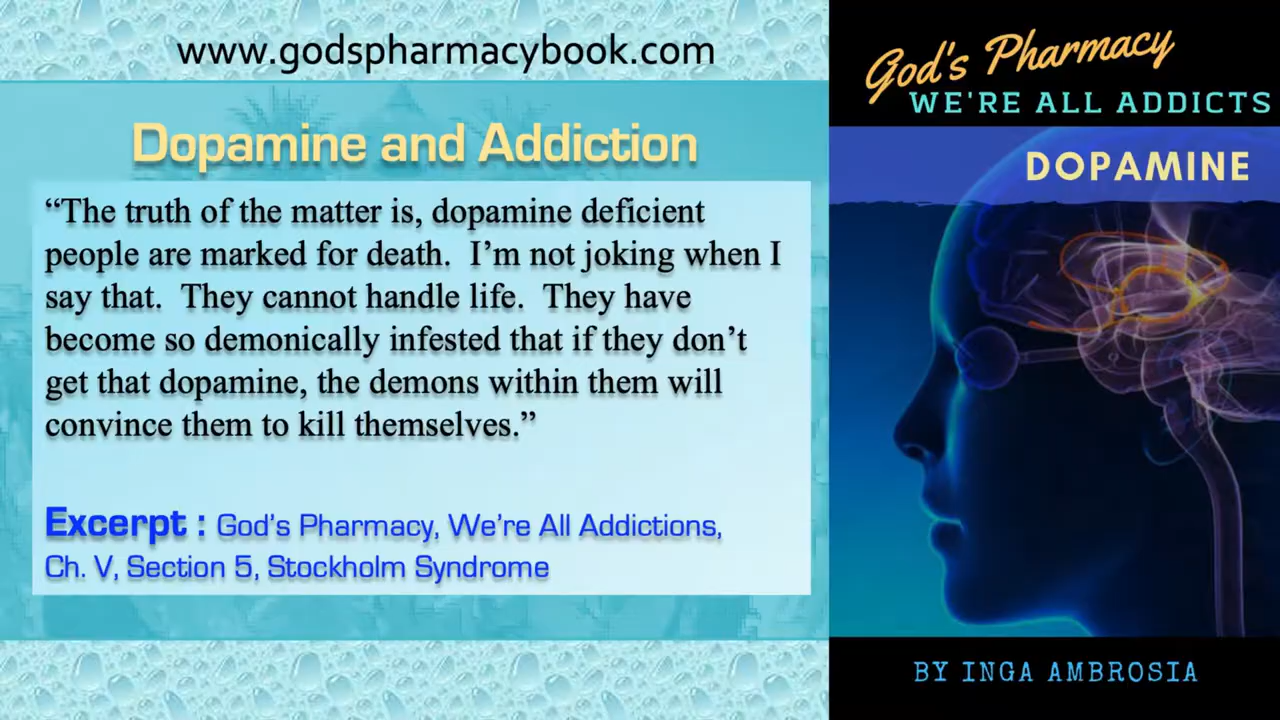 www.godspharmacybook.com
Dopamine and Addiction
“The truth of the matter is, dopamine deficient
people are marked for death.  I’m not joking when I
say that.  They cannot handle life.  They have
become so demonically infested that if they don’t
get that dopamine, the demons within them will
convince them to kill themselves.”
Excerpt : God’s Pharmacy, We’re All Addictions,
Ch. V, Section 5, Stockholm Syndrome
God's Pharmacy
WE'RE ALL ADDICTS
DOPAMINE
BY INGA AMBROSIA